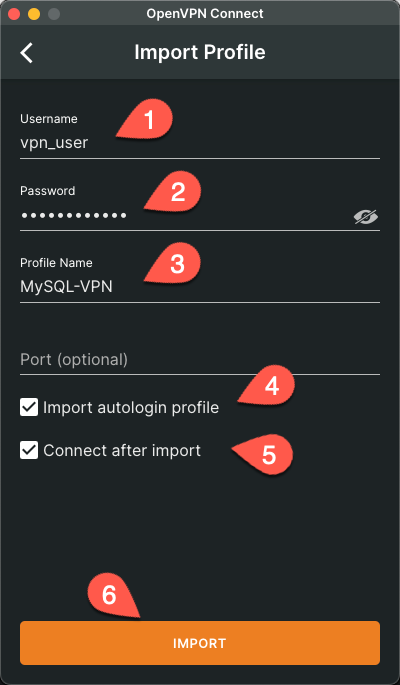 OpenVPN Connect
Import Profile
Username
1
vpn_user
Password
2
••••••••••••
Profile Name
3
MySQL-VPN
Port (optional)
4
Import autologin profile
Connect after import
5
6
IMPORT